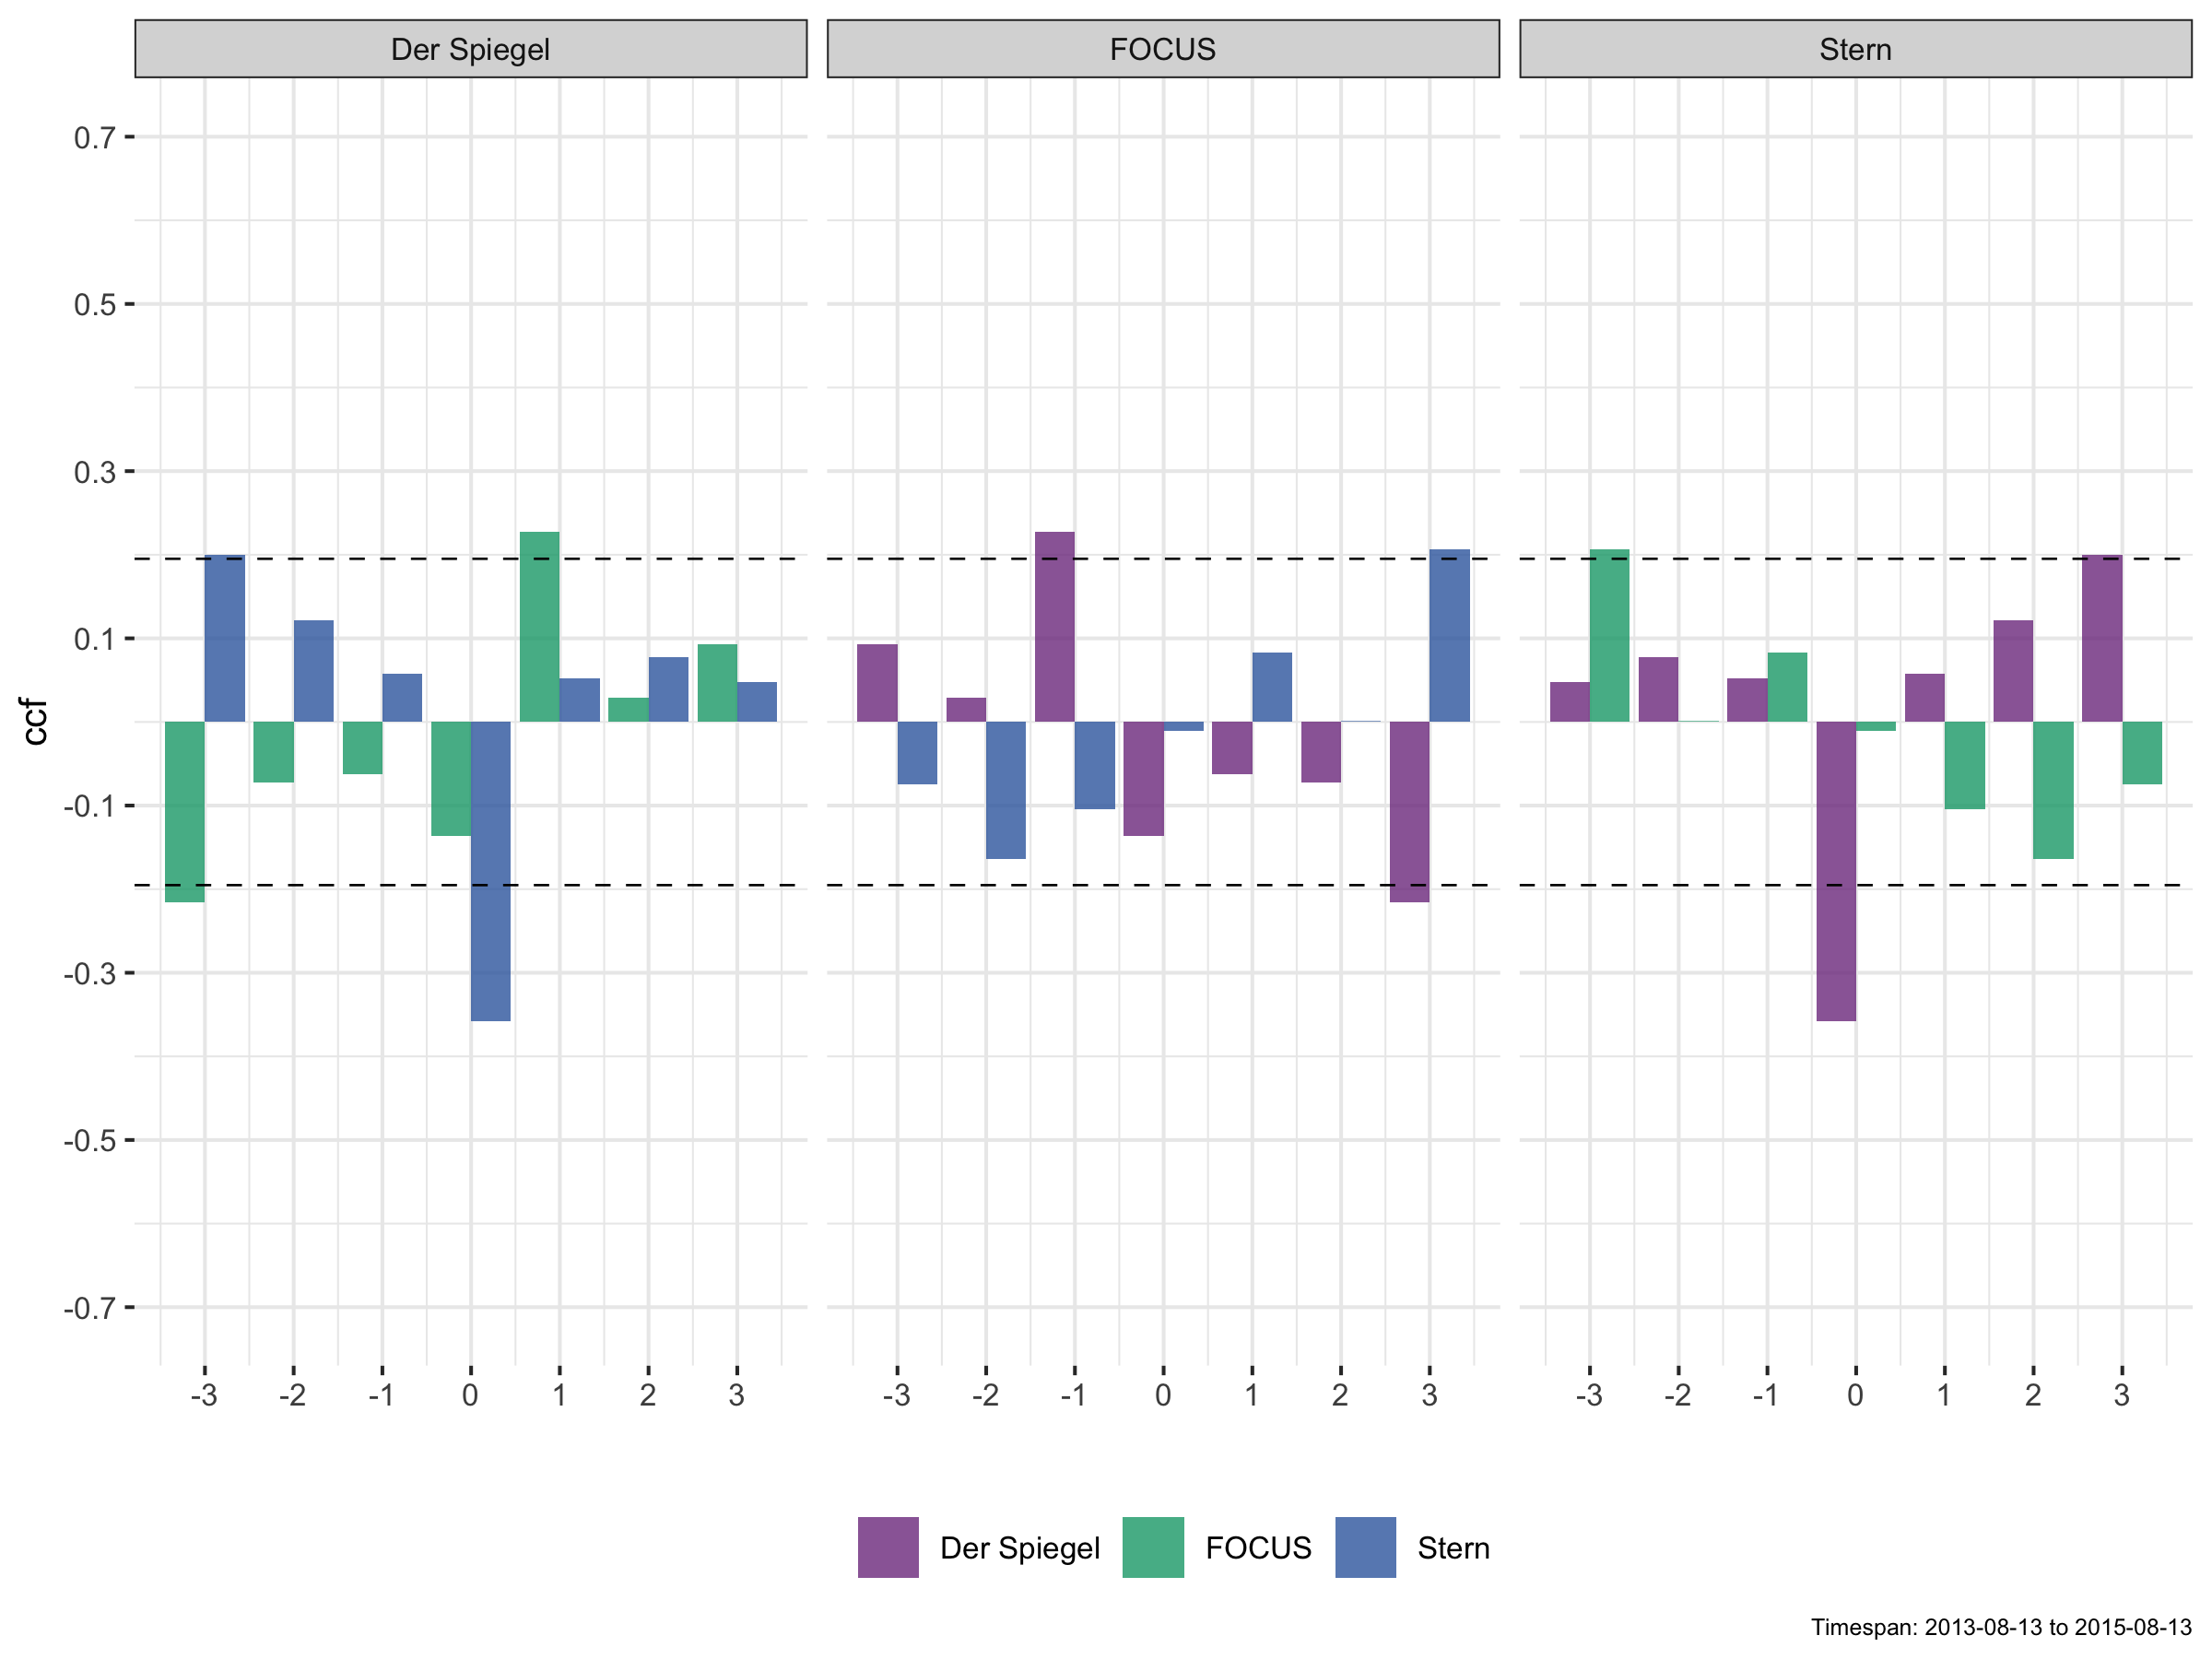 Der Spiegel FOCUS Stern
0.7
0.5
0.3
0.1
-0.1
-0.3
-0.5
-0.7
ccf
-3 -2 -1 0 1 2 3 -3 -2 -1 0 1 2 3 -3 -2 -1 0 1 2 3
Der Spiegel FOCUS Stern
Timespan: 2013-08-13 to 2015-08-13